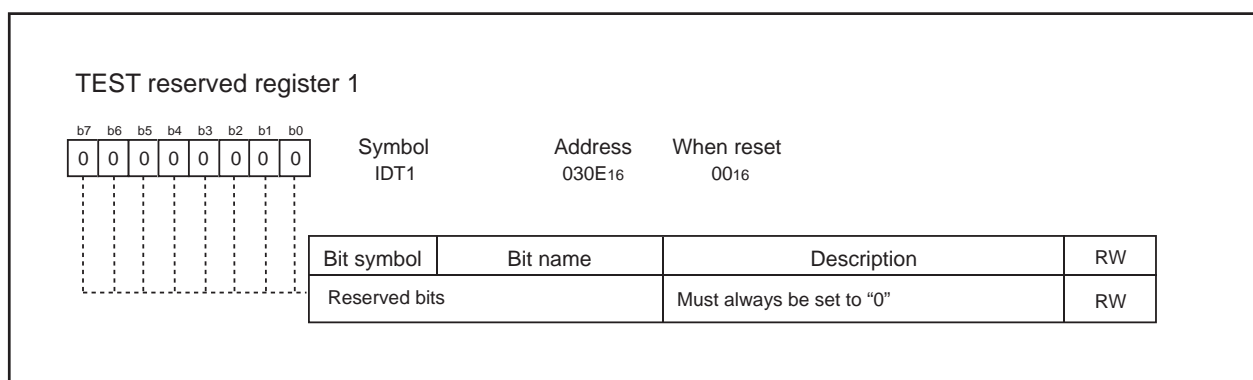 TEST reserved register 1
b7 b6 b5 b4 b3 b2 b1 b0
0 0 0 0 0 0 0 0
Symbol Address When reset
IDT1 030E16 0016
Bit symbol Bit name Description RW
Reserved bits Must always be set to “0” RW